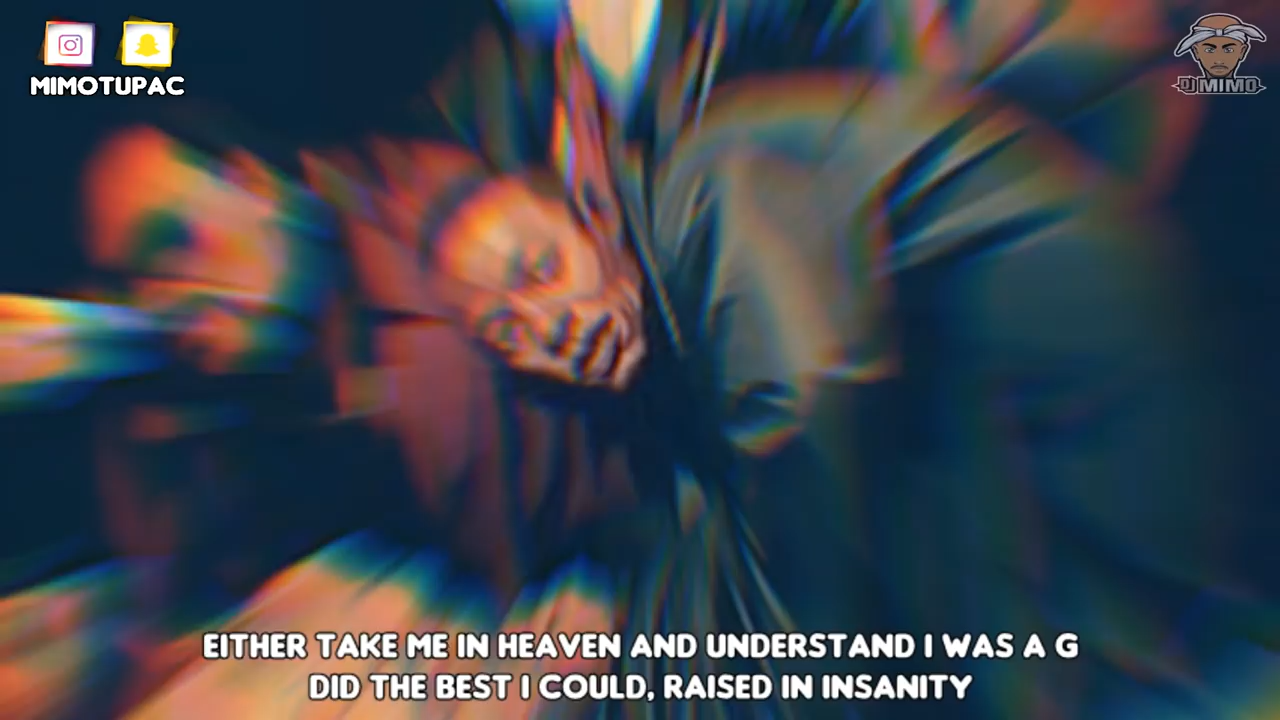 MIMOTUPAC
DJ MIMO
EITHER TAKE ME IN HEAVEN AND UNDERSTAND I WAS A G
DID THE BEST I COULD, RAISED IN INSANITY